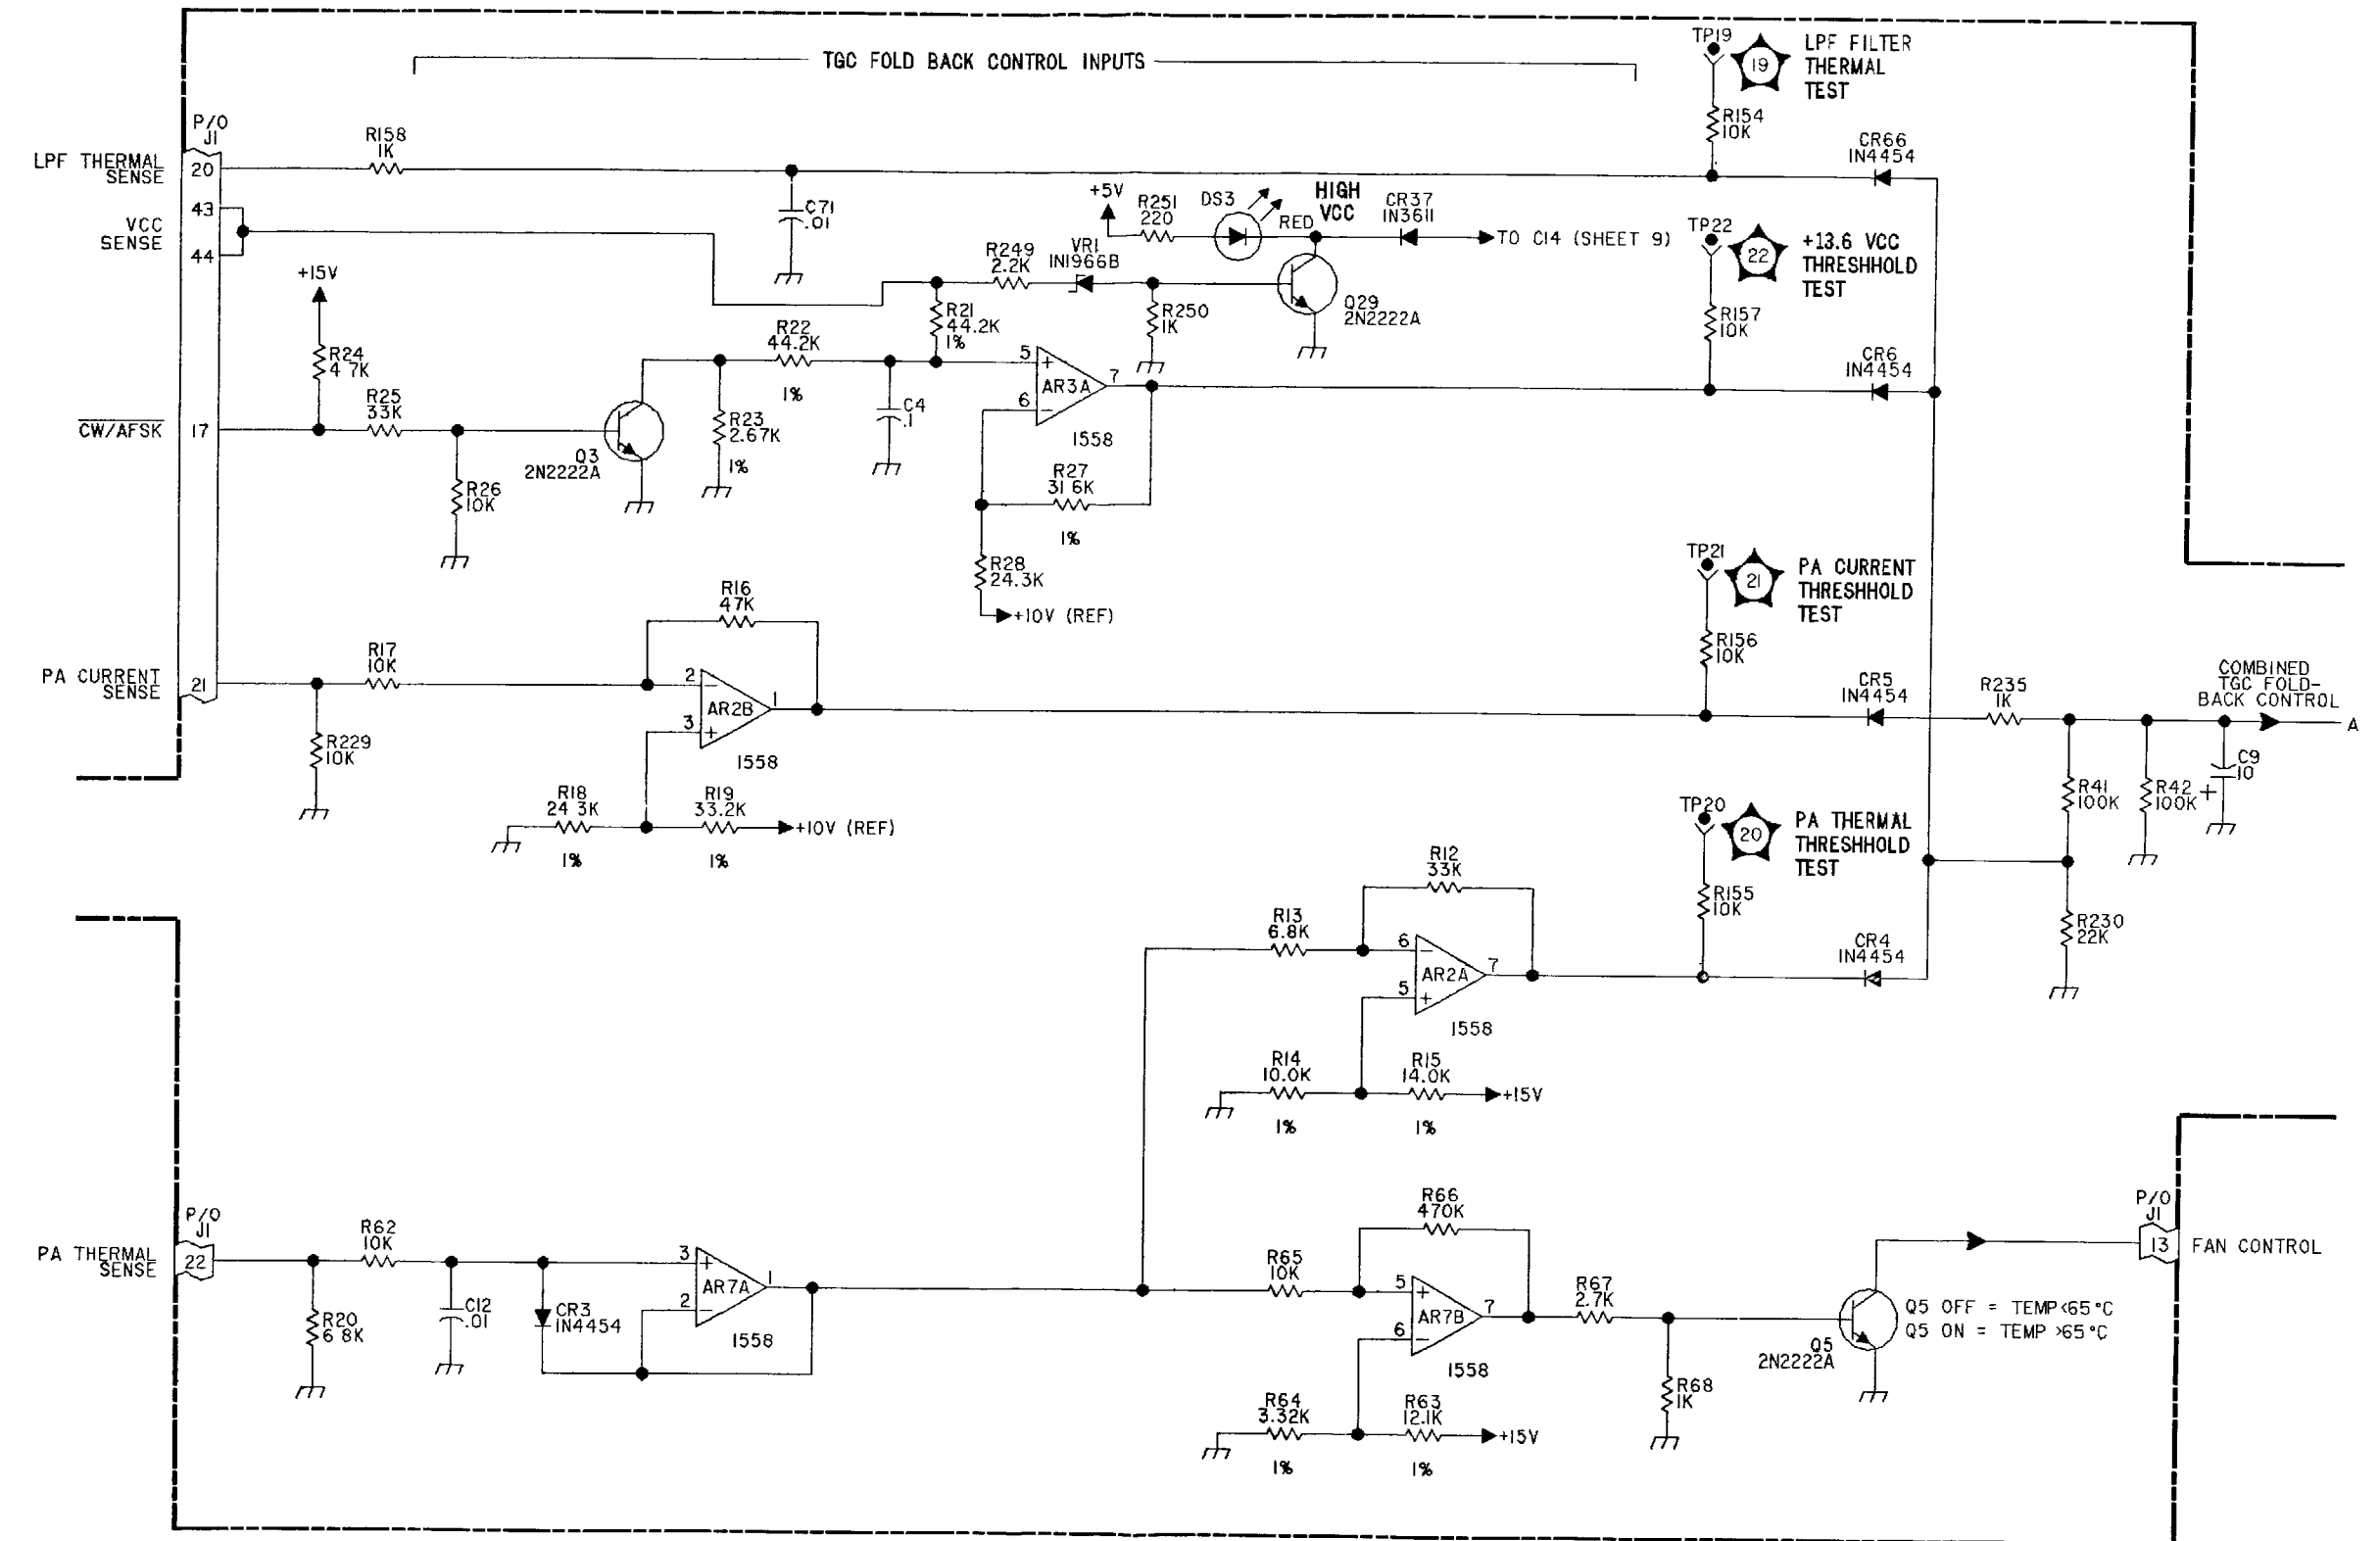 TGC FOLD BACK CONTROL INPUTS
TP19
19
LPF FILTER
THERMAL
TEST
R154
10K
P/O
J1
LPF THERMAL
SENSE
20
R158
1K
C71
.01
CR66
1N4454
43
VCC
SENSE
44
+5V
R251
220
DS3
RED
HIGH
VCC
CR37
1N3611
TO C14 (SHEET 9)
TP22
22
+13.6 VCC
THRESHHOLD
TEST
R157
10K
+15V
R249
2.2K
VR1
1N1966B
R250
1K
Q29
2N2222A
R21
44.2K
1%
R24
4.7K
R22
44.2K
1%
5
+
AR3A
7
6
-
1558
CR6
1N4454
R25
33K
CW/AFSK
17
Q3
2N2222A
R23
2.67K
1%
C4
.1
R26
10K
R27
31.6K
1%
R28
24.3K
+10V (REF)
TP21
21
PA CURRENT
THRESHHOLD
TEST
R156
10K
R16
47K
PA CURRENT
SENSE
21
R17
10K
2
-
AR2B
1
3
+
1558
CR5
1N4454
R235
1K
COMBINED
TGC FOLD-
BACK CONTROL
A
R229
10K
R18
24.3K
1%
R19
33.2K
1%
+10V (REF)
R41
100K
R42
100K
+
C9
10
TP20
20
PA THERMAL
THRESHHOLD
TEST
R155
10K
R12
33K
R13
6.8K
6
-
AR2A
7
5
+
1558
CR4
1N4454
R230
22K
R14
10.0K
1%
R15
14.0K
1%
+15V
P/O
J1
PA THERMAL
SENSE
22
R62
10K
R20
6.8K
C12
.01
CR3
1N4454
3
+
AR7A
1
2
-
1558
R66
470K
R65
10K
5
+
AR7B
7
6
-
1558
R67
2.7K
R68
1K
Q5
2N2222A
Q5 OFF = TEMP<65°C
Q5 ON = TEMP >65°C
P/O
J1
13
FAN CONTROL
R64
3.32K
1%
R63
12.1K
1%
+15V